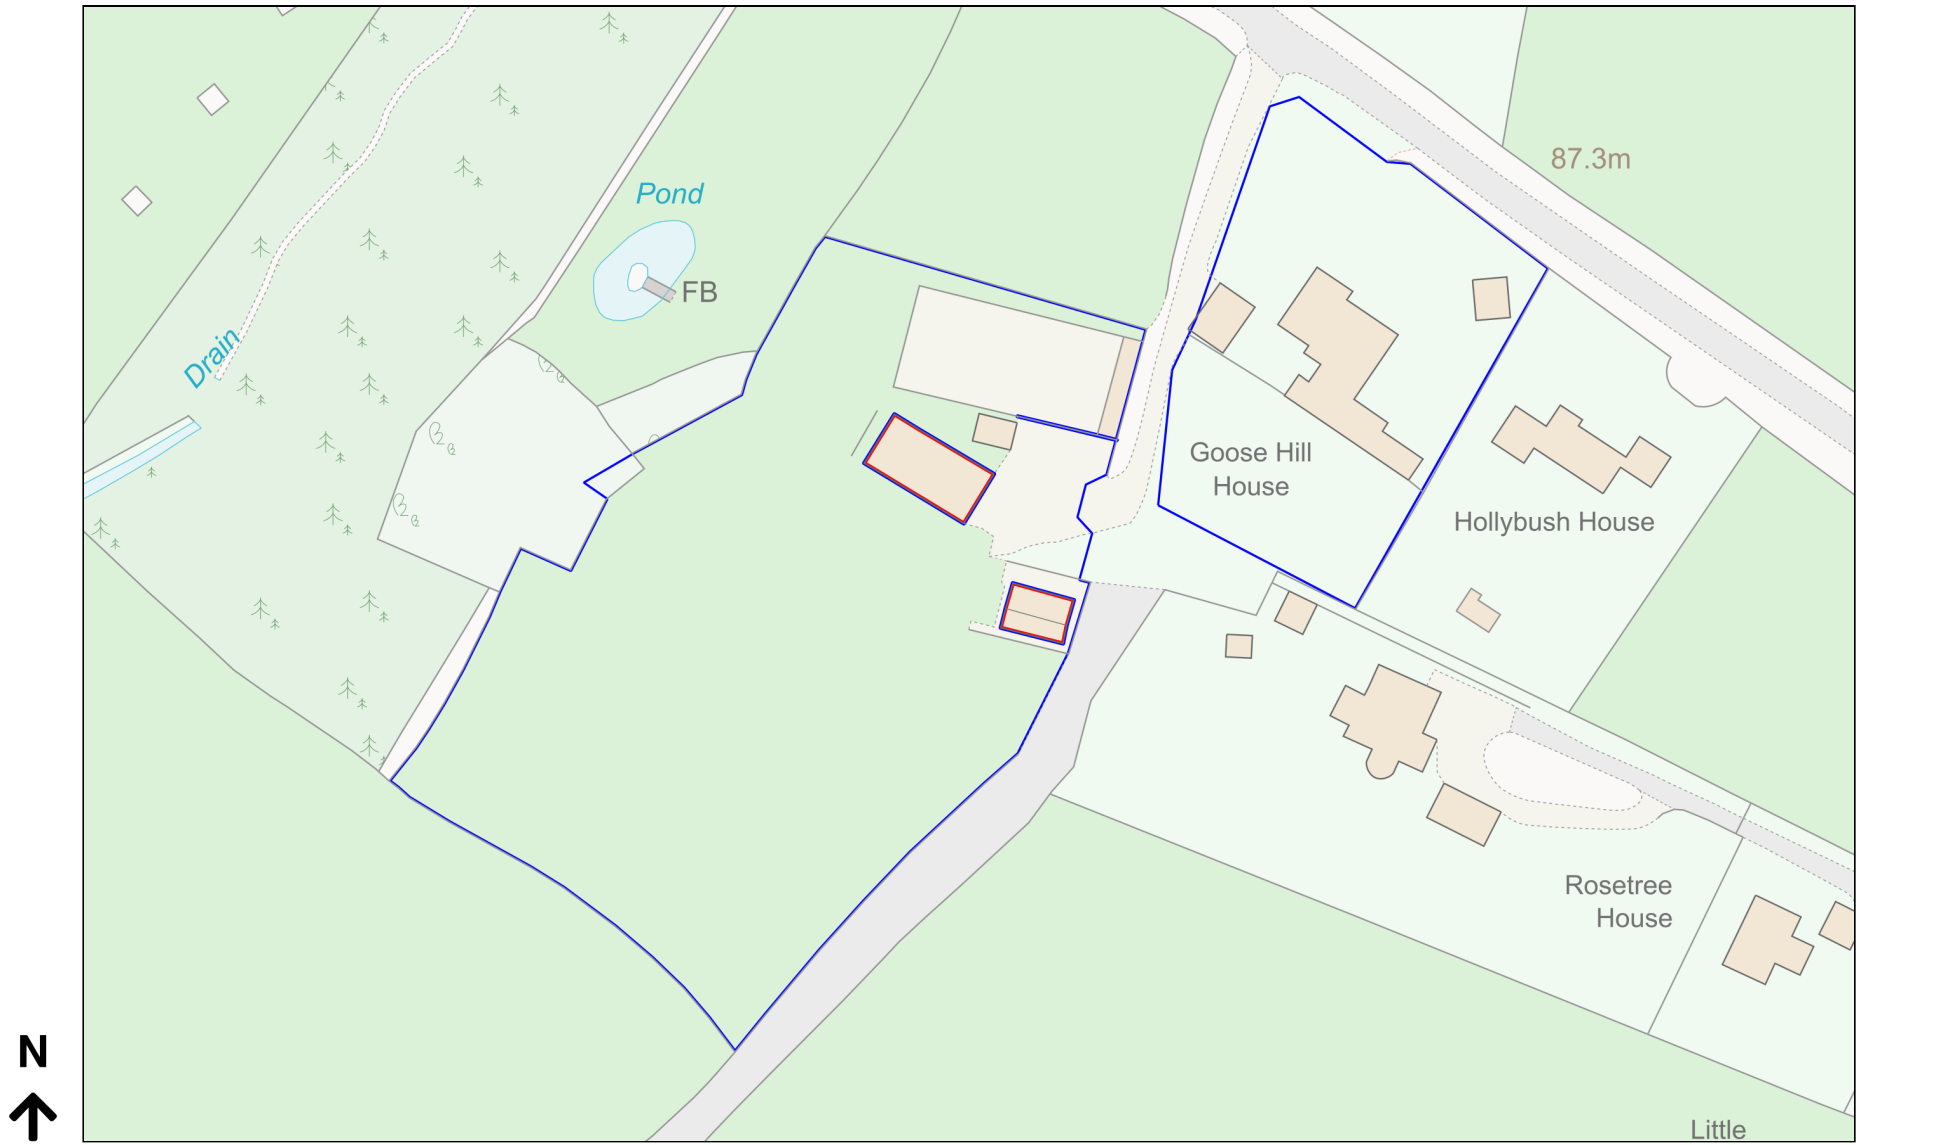 87.3m
Pond
FB
Drain
Goose Hill
House
Hollybush House
Rosetree
House
N
Little